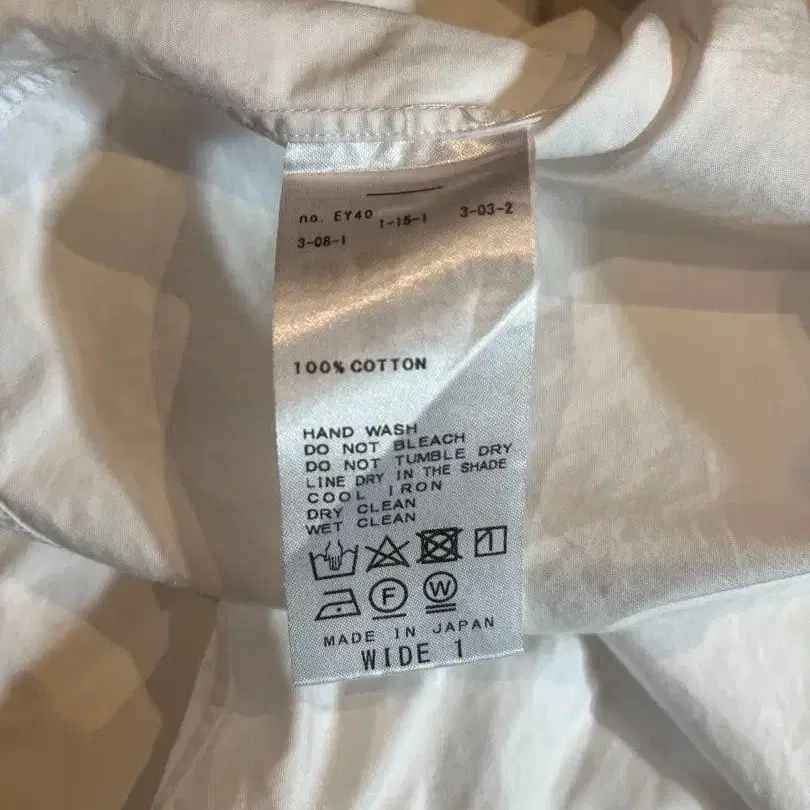 no. EY40 1-15-1 3-03-2
3-08-1
100% COTTON
HAND WASH
DO NOT BLEACH
DO NOT TUMBLE DRY
LINE DRY IN THE SHADE
COOL IRON
DRY CLEAN
WET CLEAN
F W
MADE IN JAPAN
WIDE 1